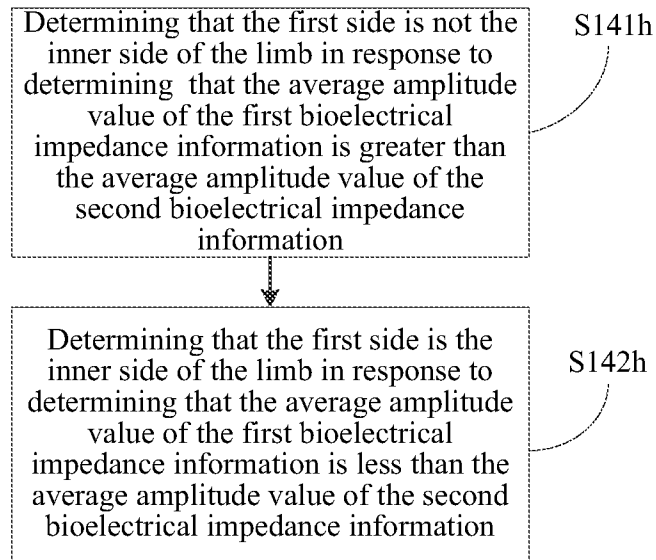 Determining that the first side is not the
inner side of the limb in response to
determining that the average amplitude
value of the first bioelectrical
impedance information is greater than
the average amplitude value of the
second bioelectrical impedance
information
S141h
Determining that the first side is the
inner side of the limb in response to
determining that the average amplitude
value of the first bioelectrical
impedance information is less than the
average amplitude value of the second
bioelectrical impedance information
S142h